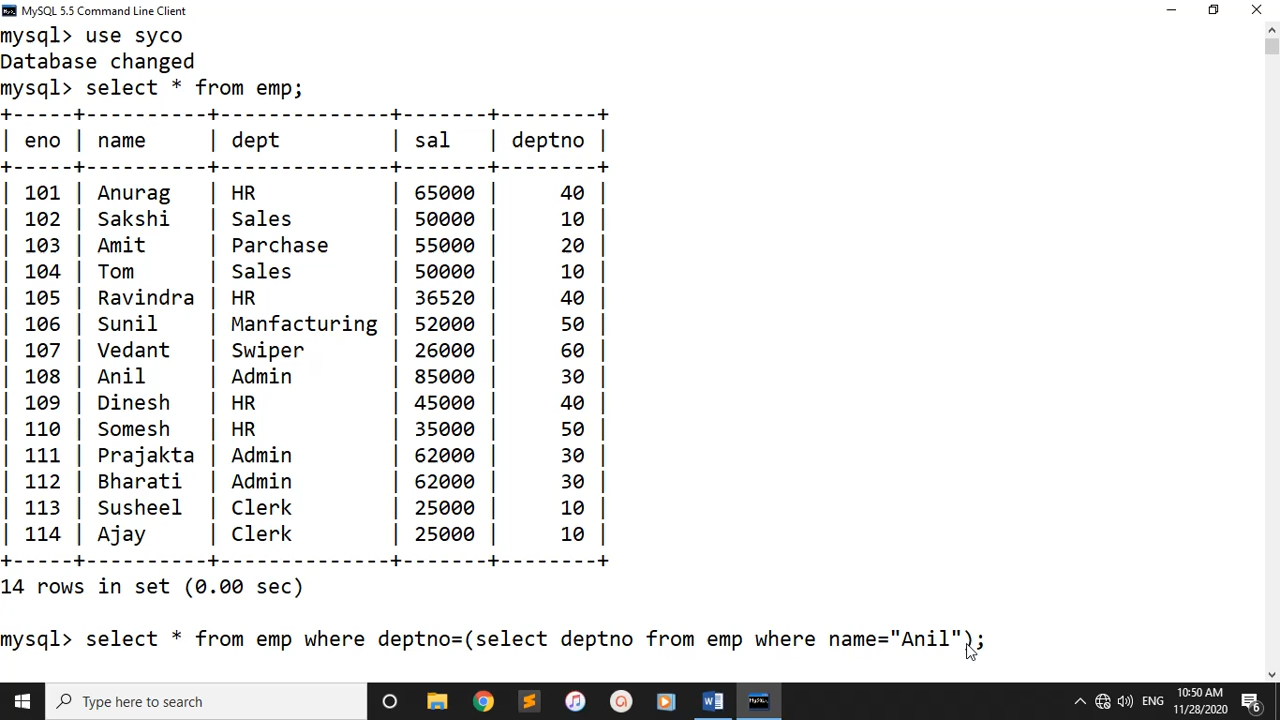 MySQL 5.5 Command Line Client
mysql> use syco
Database changed
mysql> select * from emp;
+-----+----------+--------------+-------+--------+
| eno | name     | dept         | sal   | deptno |
+-----+----------+--------------+-------+--------+
| 101 | Anurag   | HR           | 65000 |     40 |
| 102 | Sakshi   | Sales        | 50000 |     10 |
| 103 | Amit     | Parchase     | 55000 |     20 |
| 104 | Tom      | Sales        | 50000 |     10 |
| 105 | Ravindra | HR           | 36520 |     40 |
| 106 | Sunil    | Manfacturing | 52000 |     50 |
| 107 | Vedant   | Swiper       | 26000 |     60 |
| 108 | Anil     | Admin        | 85000 |     30 |
| 109 | Dinesh   | HR           | 45000 |     40 |
| 110 | Somesh   | HR           | 35000 |     50 |
| 111 | Prajakta | Admin        | 62000 |     30 |
| 112 | Bharati  | Admin        | 62000 |     30 |
| 113 | Susheel  | Clerk        | 25000 |     10 |
| 114 | Ajay     | Clerk        | 25000 |     10 |
+-----+----------+--------------+-------+--------+
14 rows in set (0.00 sec)
mysql> select * from emp where deptno=(select deptno from emp where name="Anil");
Type here to search
ENG
10:50 AM
11/28/2020
6